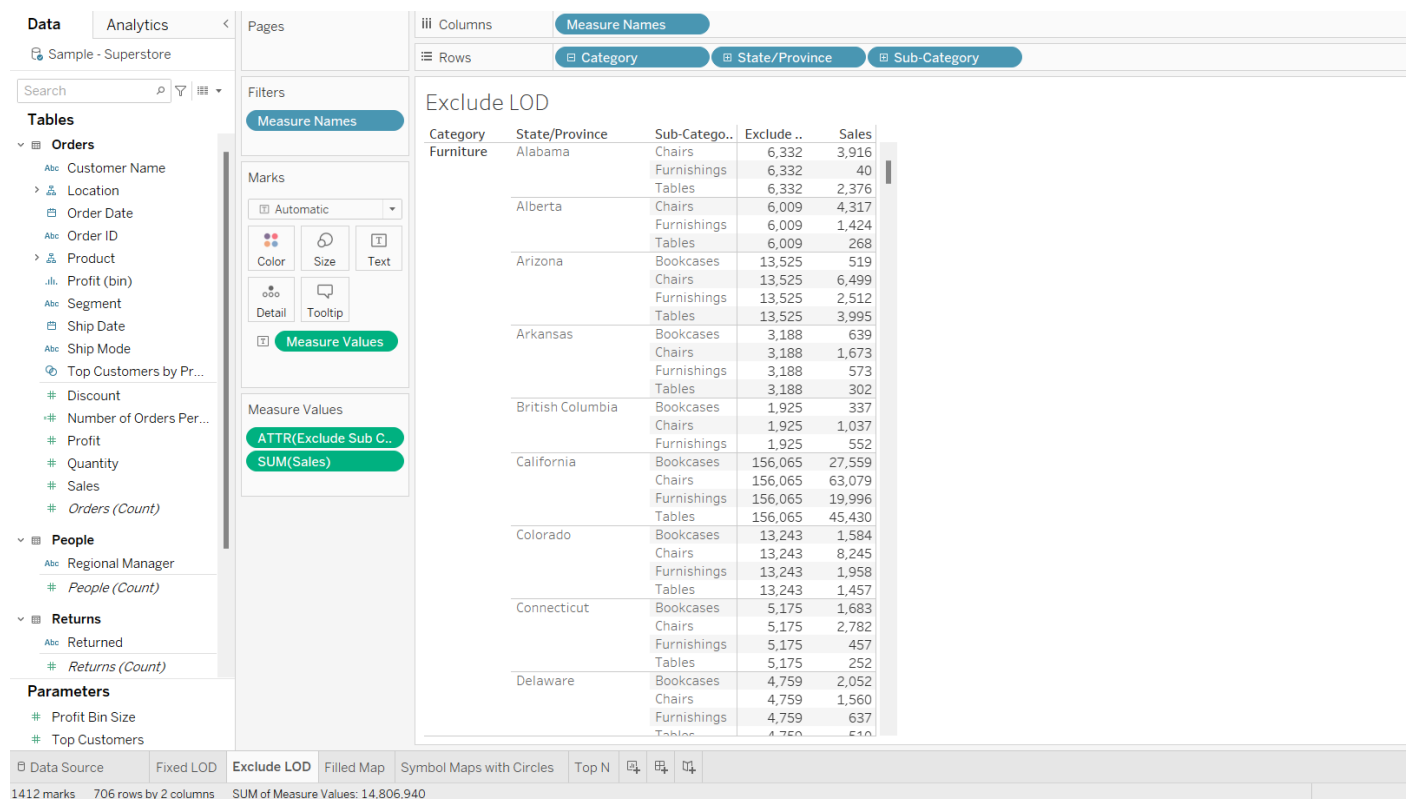 Data Analytics
Sample - Superstore
Search
Tables
Orders
Abc Customer Name
Location
Order Date
Abc Order ID
Product
Profit (bin)
Abc Segment
Ship Date
Abc Ship Mode
Top Customers by Pr...
# Discount
# Number of Orders Per...
# Profit
# Quantity
# Sales
# Orders (Count)
People
Abc Regional Manager
# People (Count)
Returns
Abc Returned
# Returns (Count)
Parameters
# Profit Bin Size
# Top Customers
Pages
Filters
Measure Names
Marks
T Automatic
Color Size Text
Detail Tooltip
T Measure Values
Measure Values
ATTR(Exclude Sub C..
SUM(Sales)
Columns Measure Names
Rows Category State/Province Sub-Category
Exclude LOD
Category State/Province Sub-Catego.. Exclude .. Sales
Furniture Alabama Chairs 6,332 3,916
Furnishings 6,332 40
Tables 6,332 2,376
Alberta Chairs 6,009 4,317
Furnishings 6,009 1,424
Tables 6,009 268
Arizona Bookcases 13,525 519
Chairs 13,525 6,499
Furnishings 13,525 2,512
Tables 13,525 3,995
Arkansas Bookcases 3,188 639
Chairs 3,188 1,673
Furnishings 3,188 573
Tables 3,188 302
British Columbia Bookcases 1,925 337
Chairs 1,925 1,037
Furnishings 1,925 552
California Bookcases 156,065 27,559
Chairs 156,065 63,079
Furnishings 156,065 19,996
Tables 156,065 45,430
Colorado Bookcases 13,243 1,584
Chairs 13,243 8,245
Furnishings 13,243 1,958
Tables 13,243 1,457
Connecticut Bookcases 5,175 1,683
Chairs 5,175 2,782
Furnishings 5,175 457
Tables 5,175 252
Delaware Bookcases 4,759 2,052
Chairs 4,759 1,560
Furnishings 4,759 637
Tables 4,759 510
Data Source Fixed LOD Exclude LOD Filled Map Symbol Maps with Circles Top N
1412 marks 706 rows by 2 columns SUM of Measure Values: 14,806,940